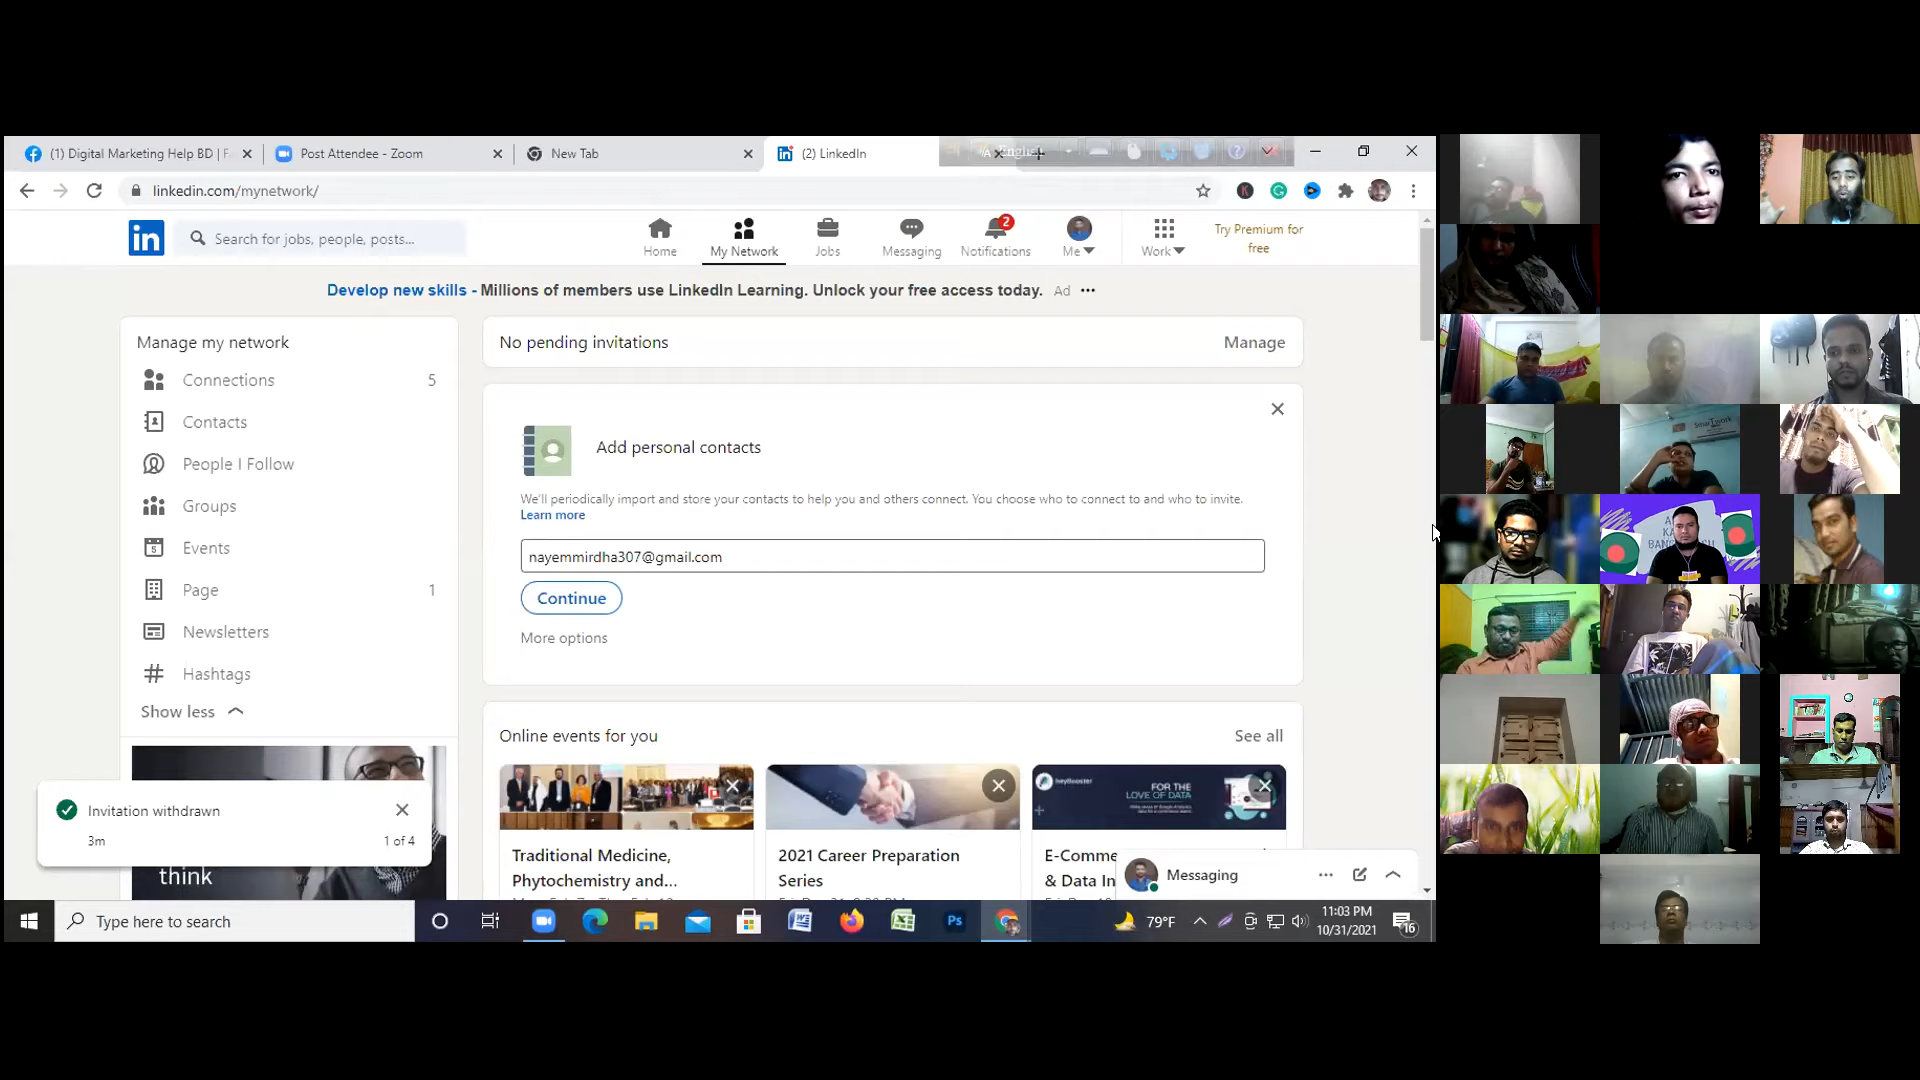 (1) Digital Marketing Help BD | F
Post Attendee - Zoom
New Tab
(2) LinkedIn
English
linkedin.com/mynetwork/
in
Search for jobs, people, posts...
Home
My Network
Jobs
Messaging
2
Notifications
Me
Work
Try Premium for
free
Develop new skills - Millions of members use LinkedIn Learning. Unlock your free access today. Ad ...
Manage my network
Connections 5
Contacts
People I Follow
Groups
Events
Page 1
Newsletters
Hashtags
Show less
think
Invitation withdrawn
3m
1 of 4
No pending invitations
Manage
Add personal contacts
We'll periodically import and store your contacts to help you and others connect. You choose who to connect to and who to invite.
Learn more
nayemmirdha307@gmail.com
Continue
More options
Online events for you
See all
heyBooster
FOR THE
LOVE OF DATA
Traditional Medicine,
Phytochemistry and...
2021 Career Preparation
Series
E-Comme
& Data In
Messaging
Type here to search
Ps
79°F
11:03 PM
10/31/2021
16